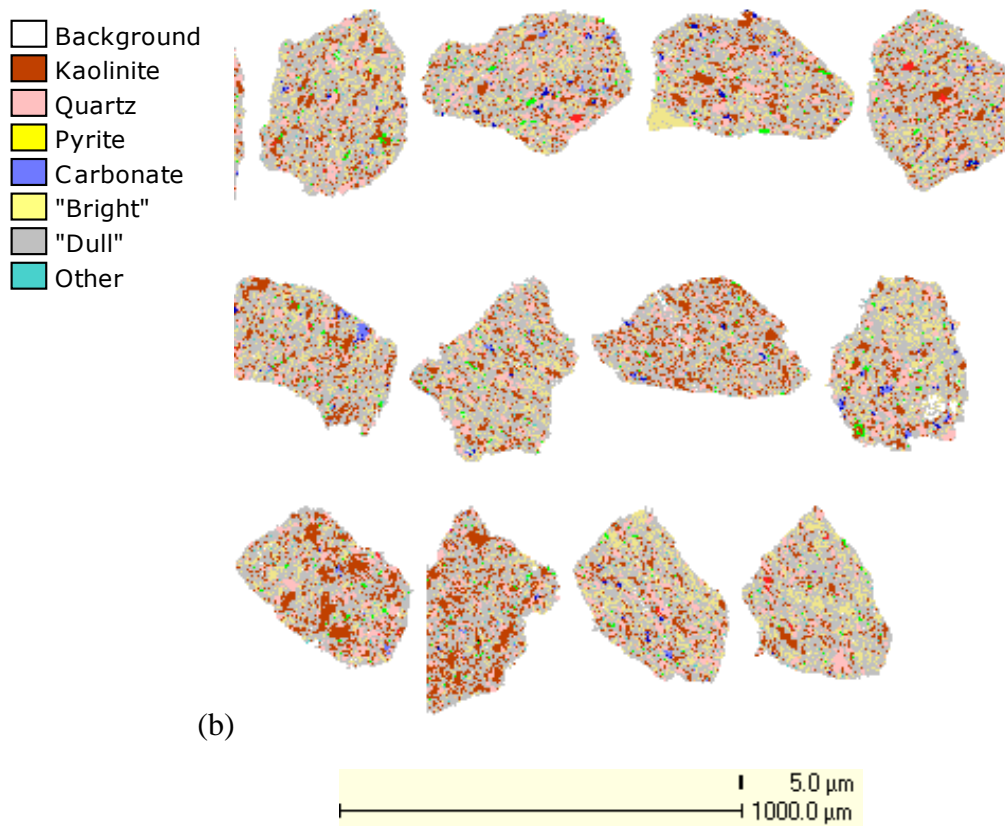 Background
Kaolinite
Quartz
Pyrite
Carbonate
"Bright"
"Dull"
Other
(b)
5.0 µm
1000.0 µm